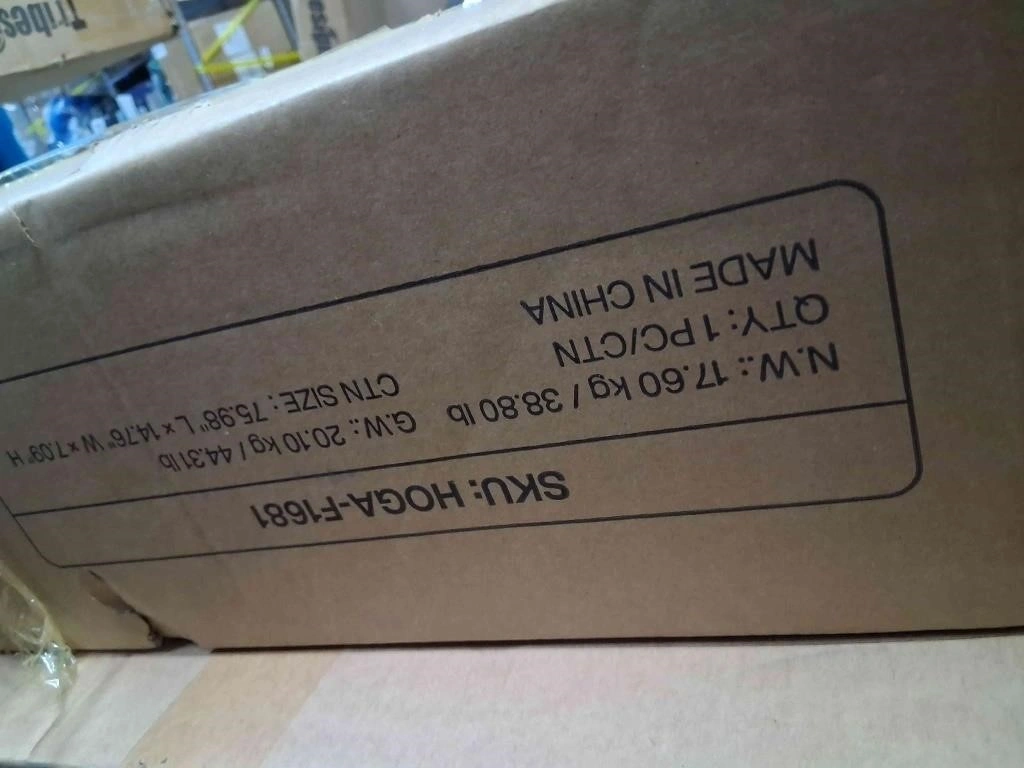 SKU: HOGA-F1681
N.W.: 17.60 kg / 38.80 lb
G.W.: 20.10 kg / 44.31 lb
QTY: 1 PC/CTN
CTN SIZE: 75.98" L × 14.76" W × 7.09" H
MADE IN CHINA
Tribes